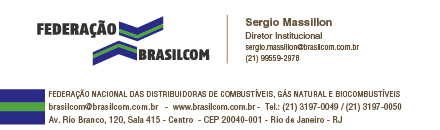 FEDERAÇÃO
BRASILCOM
Sergio Massillon
Diretor Institucional
sergio.massillon@brasilcom.com.br
(21) 99559-2978
FEDERAÇÃO NACIONAL DAS DISTRIBUIDORAS DE COMBUSTÍVEIS, GÁS NATURAL E BIOCOMBUSTÍVEIS
brasilcom@brasilcom.com.br - www.brasilcom.com.br - Tel.: (21) 3197-0049 / (21) 3197-0050
Av. Rio Branco, 120, Sala 415 - Centro - CEP 20040-001 - Rio de Janeiro - RJ